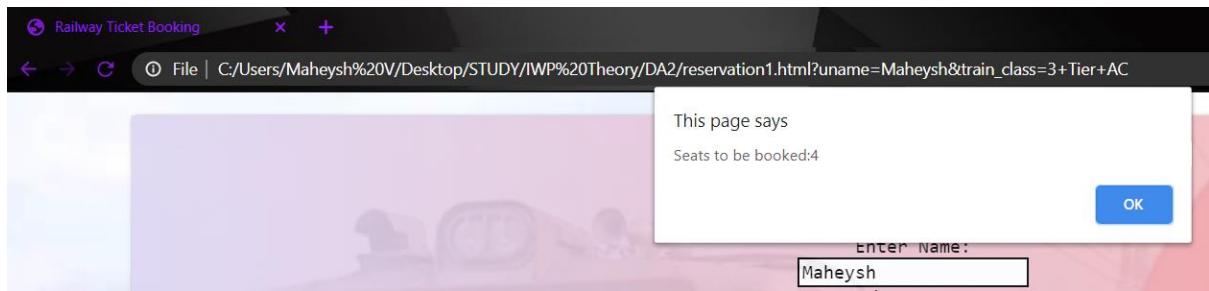 Railway Ticket Booking
File | C:/Users/Maheysh%20V/Desktop/STUDY/IWP%20Theory/DA2/reservation1.html?uname=Maheysh&train_class=3+Tier+AC
This page says
Seats to be booked:4
OK
Enter Name:
Maheysh